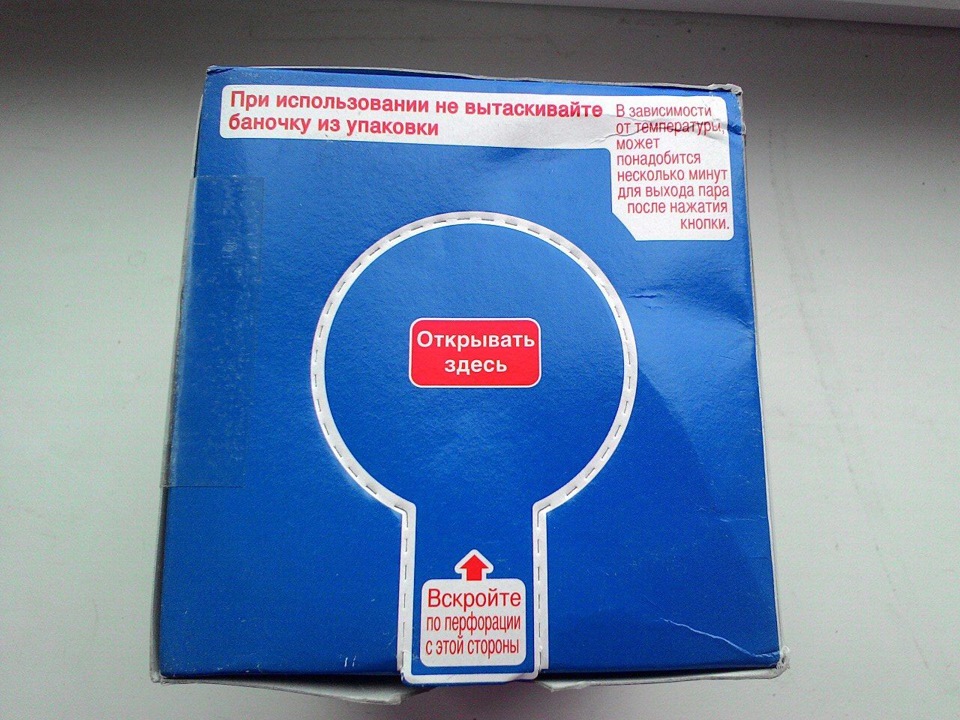 При использовании не вытаскивайте
баночку из упаковки
В зависимости
от температуры,
может
понадобится
несколько минут
для выхода пара
после нажатия
кнопки.
Открывать
здесь
Вскройте
по перфорации
с этой стороны